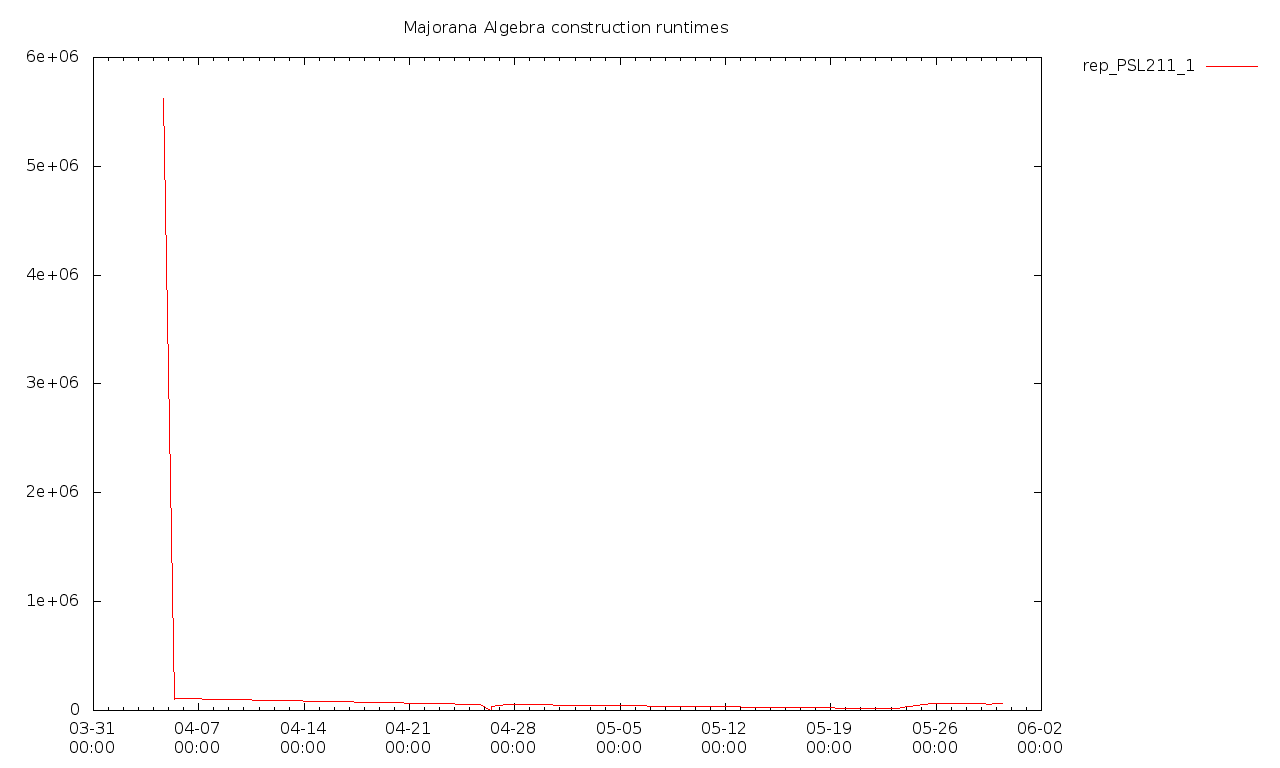 Majorana Algebra construction runtimes
rep_PSL211_1
6e+06
5e+06
4e+06
3e+06
2e+06
1e+06
0
03-31 04-07 04-14 04-21 04-28 05-05 05-12 05-19 05-26 06-02
00:00 00:00 00:00 00:00 00:00 00:00 00:00 00:00 00:00 00:00